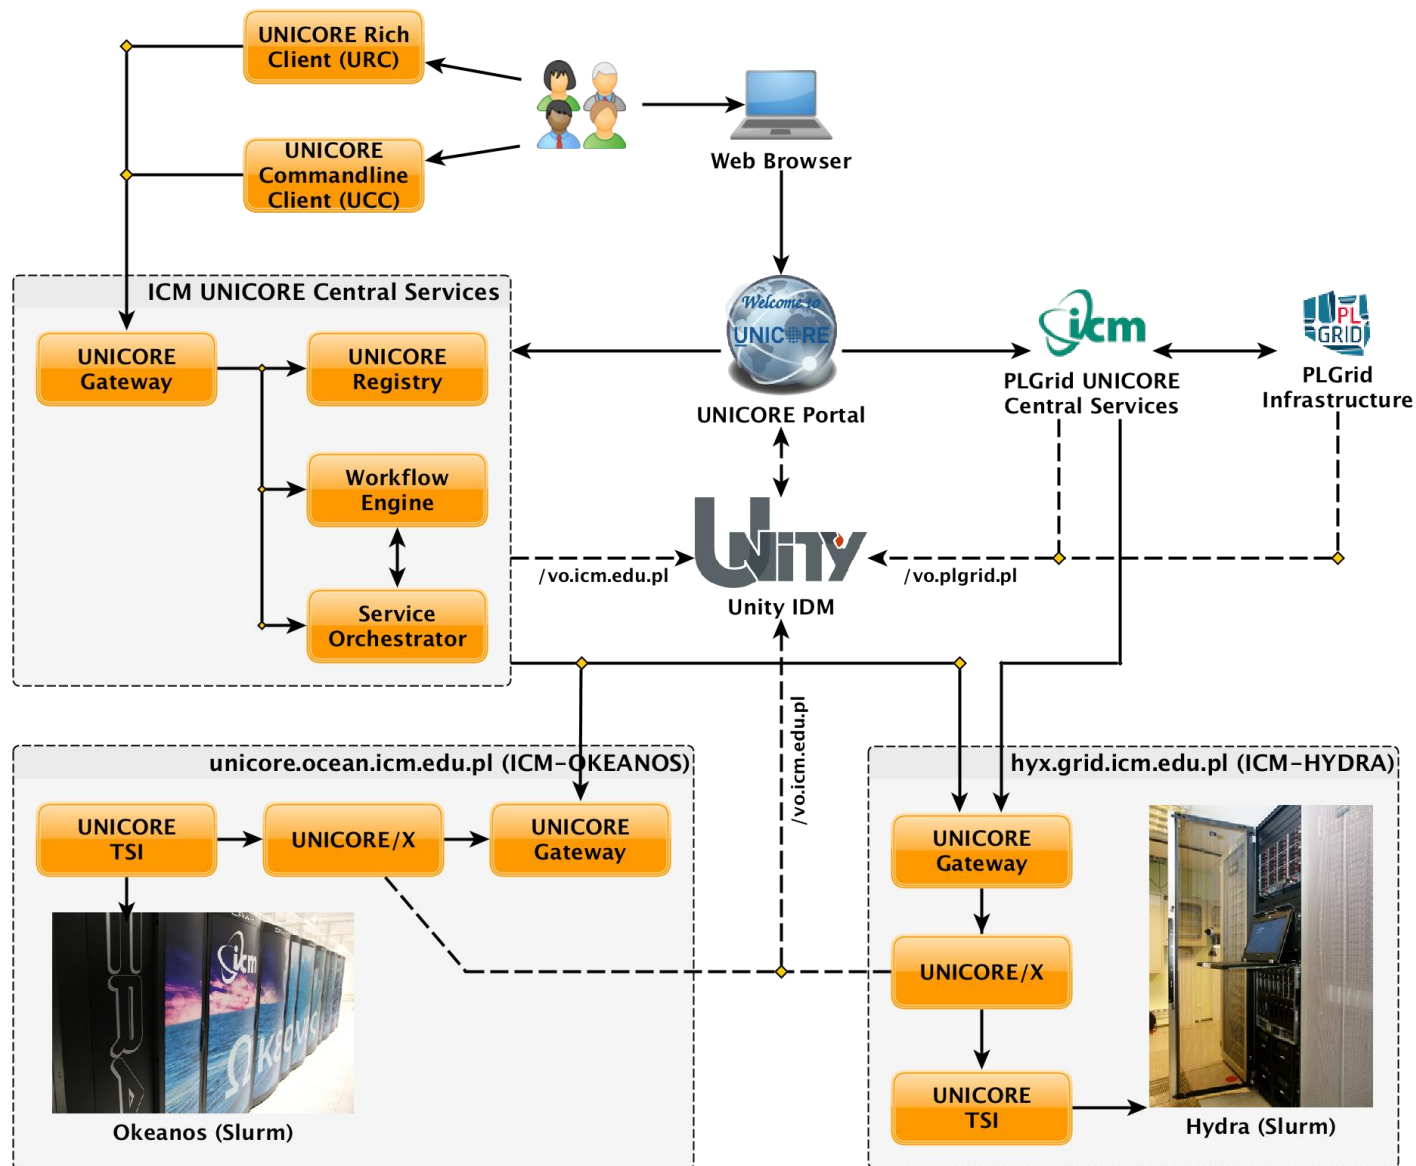 UNICORE Rich
Client (URC)
UNICORE
Commandline
Client (UCC)
Web Browser
ICM UNICORE Central Services
UNICORE
Gateway
UNICORE
Registry
Workflow
Engine
Service
Orchestrator
Welcome to
UNICORE
UNICORE Portal
icm
PLGrid UNICORE
Central Services
PL
GRID
PLGrid
Infrastructure
/vo.icm.edu.pl
UNiTY
Unity IDM
/vo.plgrid.pl
/vo.icm.edu.pl
unicore.ocean.icm.edu.pl (ICM-OKEANOS)
UNICORE
TSI
UNICORE/X
UNICORE
Gateway
icm
Okeanos (Slurm)
hyx.grid.icm.edu.pl (ICM-HYDRA)
UNICORE
Gateway
UNICORE/X
UNICORE
TSI
Hydra (Slurm)